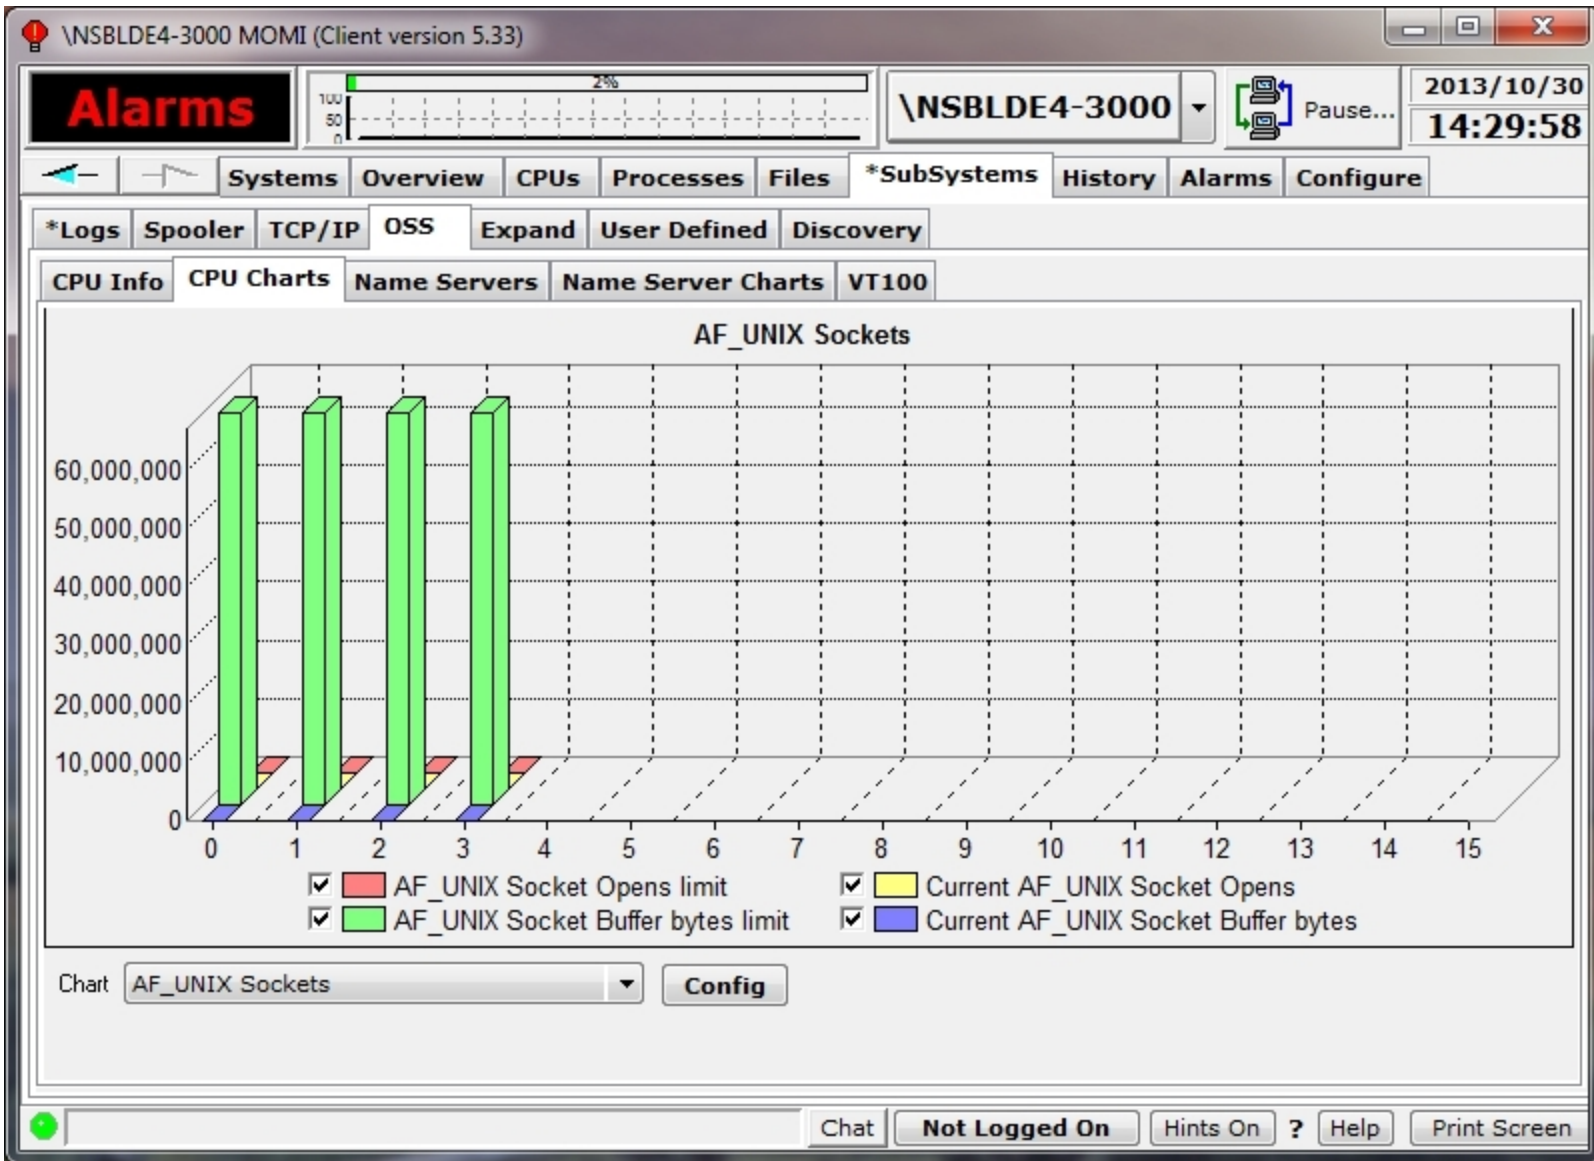 \NSBLDE4-3000 MOMI (Client version 5.33)
Alarms
2%
100
50
0
\NSBLDE4-3000
Pause...
2013/10/30
14:29:58
Systems Overview CPUs Processes Files *SubSystems History Alarms Configure
*Logs Spooler TCP/IP OSS Expand User Defined Discovery
CPU Info CPU Charts Name Servers Name Server Charts VT100
AF_UNIX Sockets
60,000,000
50,000,000
40,000,000
30,000,000
20,000,000
10,000,000
0
0 1 2 3 4 5 6 7 8 9 10 11 12 13 14 15
AF_UNIX Socket Opens limit Current AF_UNIX Socket Opens
AF_UNIX Socket Buffer bytes limit Current AF_UNIX Socket Buffer bytes
Chart AF_UNIX Sockets Config
Chat Not Logged On Hints On ? Help Print Screen